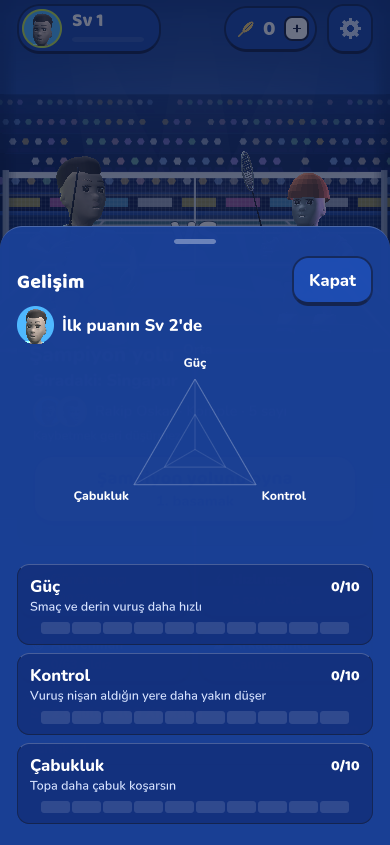 Sv 1
0
+
Gelişim
Kapat
İlk puanın Sv 2'de
Güç
Çabukluk
Kontrol
Güç
0/10
Smaç ve derin vuruş daha hızlı
Kontrol
0/10
Vuruş nişan aldığın yere daha yakın düşer
Çabukluk
0/10
Topa daha çabuk koşarsın